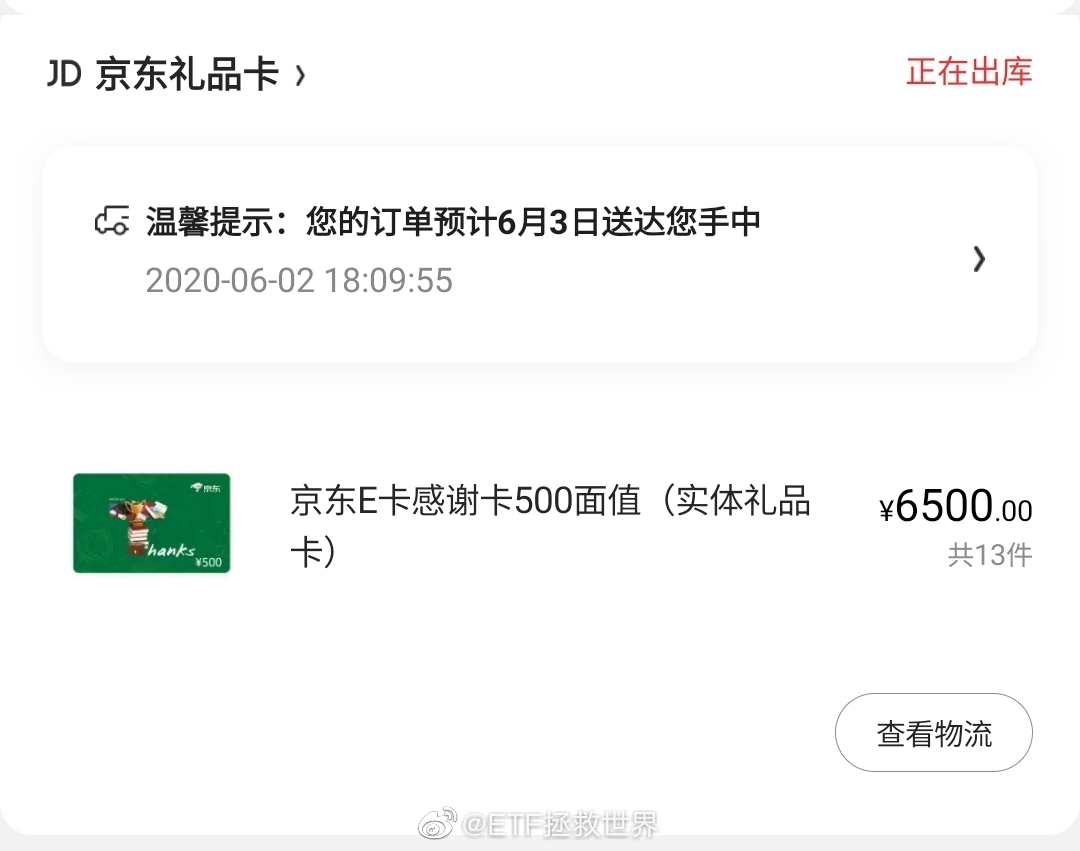 JD 京东礼品卡 ›
正在出库
温馨提示：您的订单预计6月3日送达您手中
2020-06-02 18:09:55
京东
Thanks
¥500
京东E卡感谢卡500面值（实体礼品
卡）
¥6500.00
共13件
查看物流
@ETF拯救世界